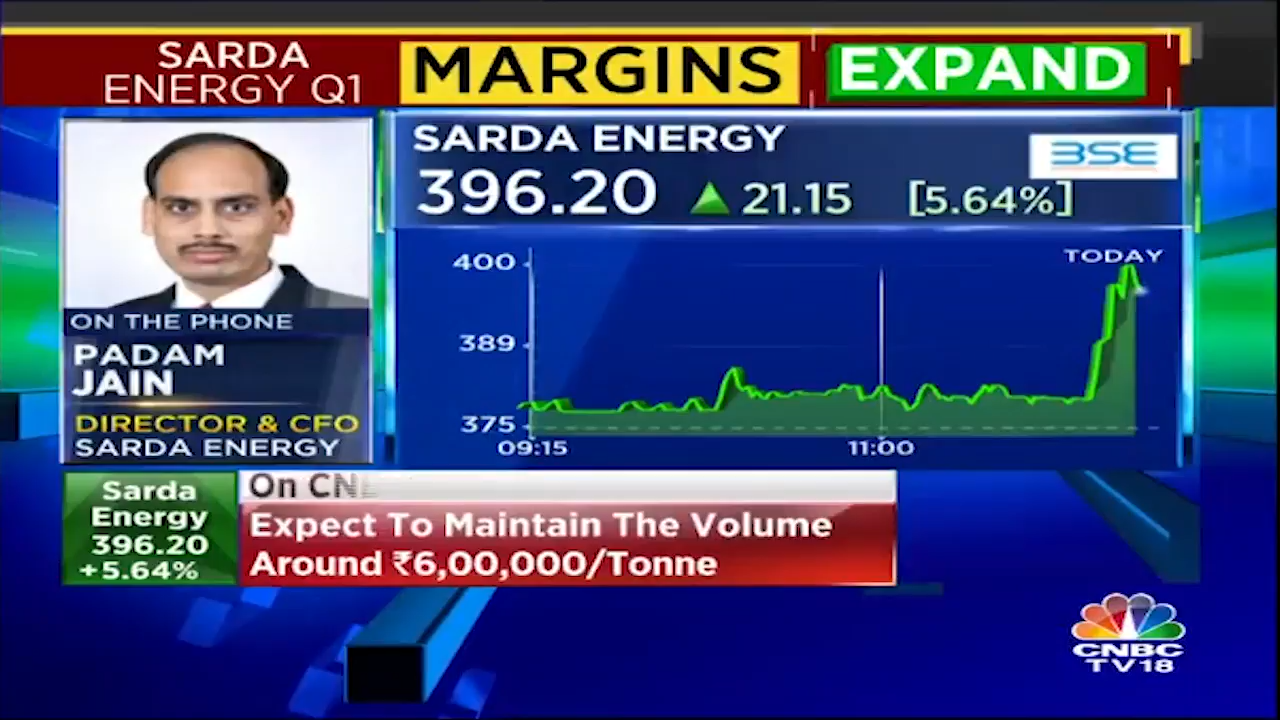 SARDA
ENERGY Q1
MARGINS
EXPAND
SARDA ENERGY
BSE
396.20 ▲ 21.15 [5.64%]
TODAY
400
389
375
09:15
11:00
ON THE PHONE
PADAM
JAIN
DIRECTOR & CFO
SARDA ENERGY
Sarda
Energy
396.20
+5.64%
On CN
Expect To Maintain The Volume
Around ₹6,00,000/Tonne
CNBC
TV18